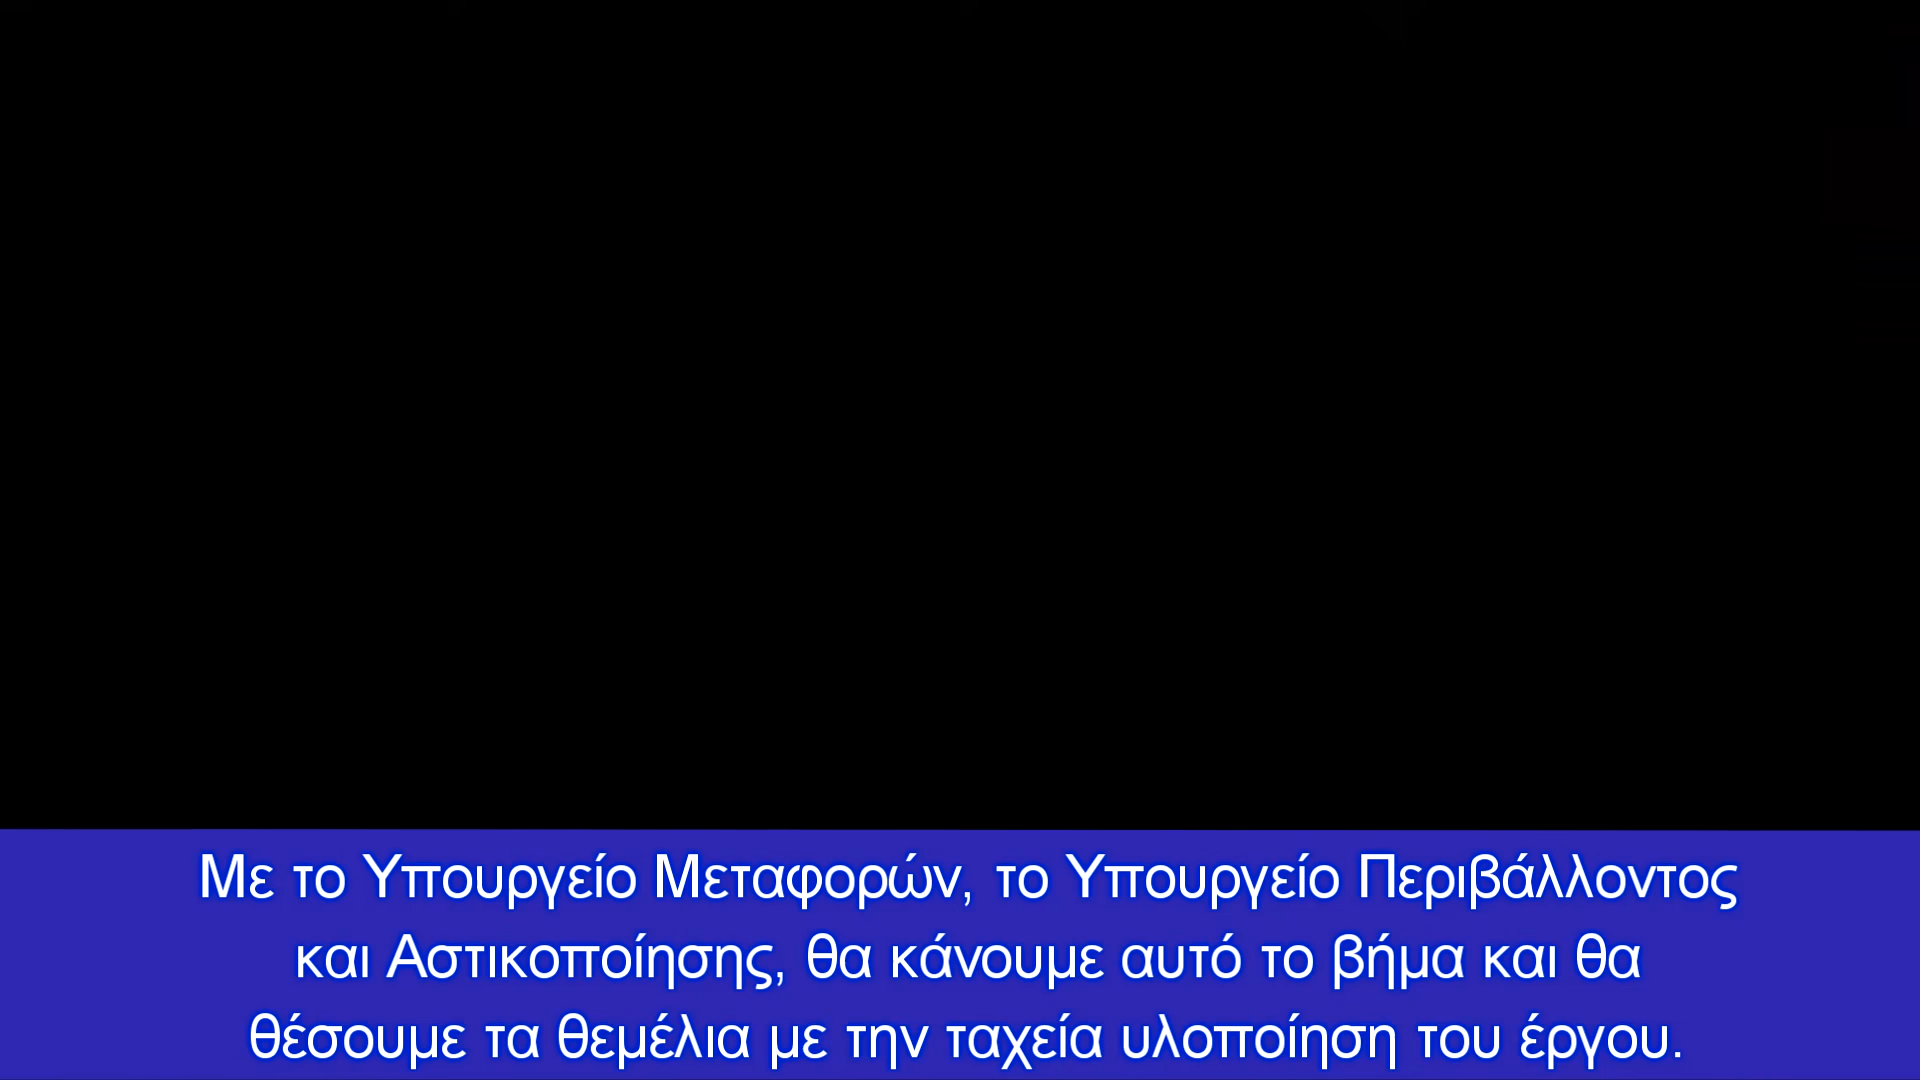 Με το Υπουργείο Μεταφορών, το Υπουργείο Περιβάλλοντος
και Αστικοποίησης, θα κάνουμε αυτό το βήμα και θα
θέσουμε τα θεμέλια με την ταχεία υλοποίηση του έργου.